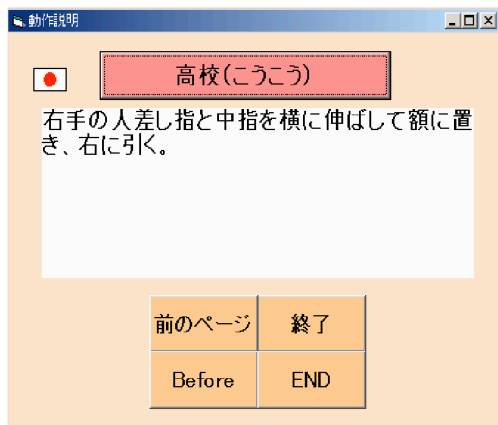 動作説明
高校(こうこう)
右手の人差し指と中指を横に伸ばして額に置
き、右に引く。
前のページ 終了
Before END